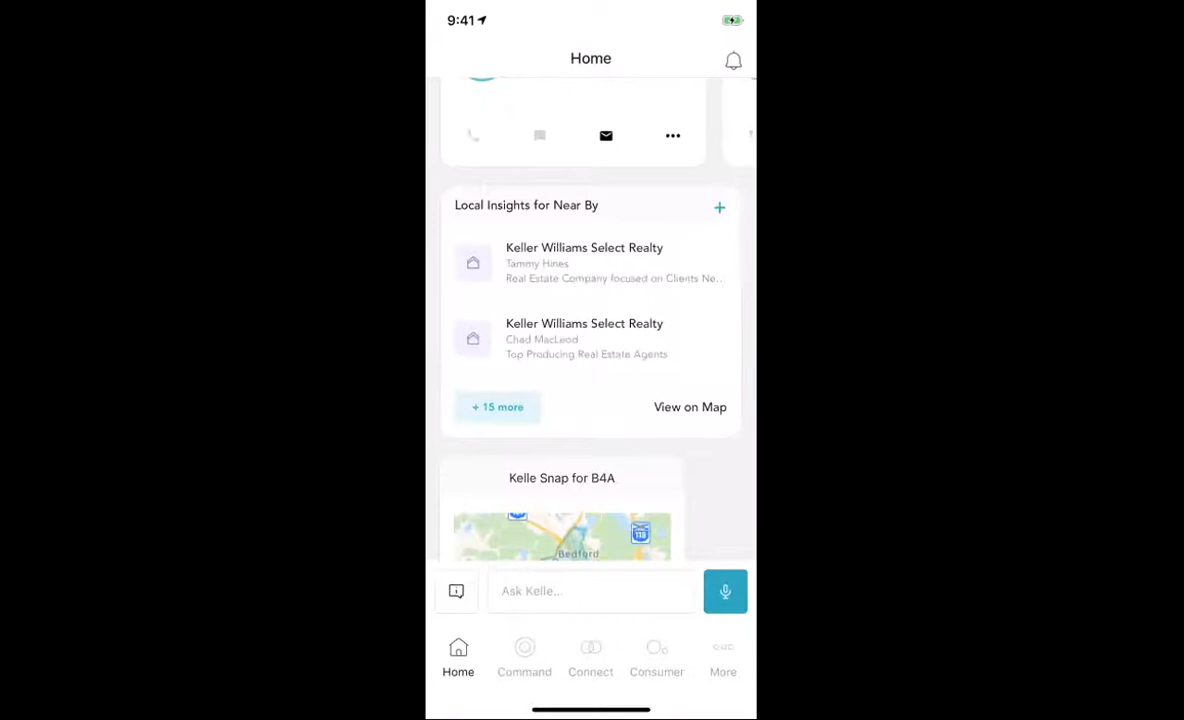 9:41
Home
Local Insights for Near By
+
Keller Williams Select Realty
Tammy Hines
Real Estate Company focused on Clients Ne...
Keller Williams Select Realty
Chad MacLeod
Top Producing Real Estate Agents
+ 15 more
View on Map
Kelle Snap for B4A
118
Bedford
Ask Kelle...
Home
Command
Connect
Consumer
More